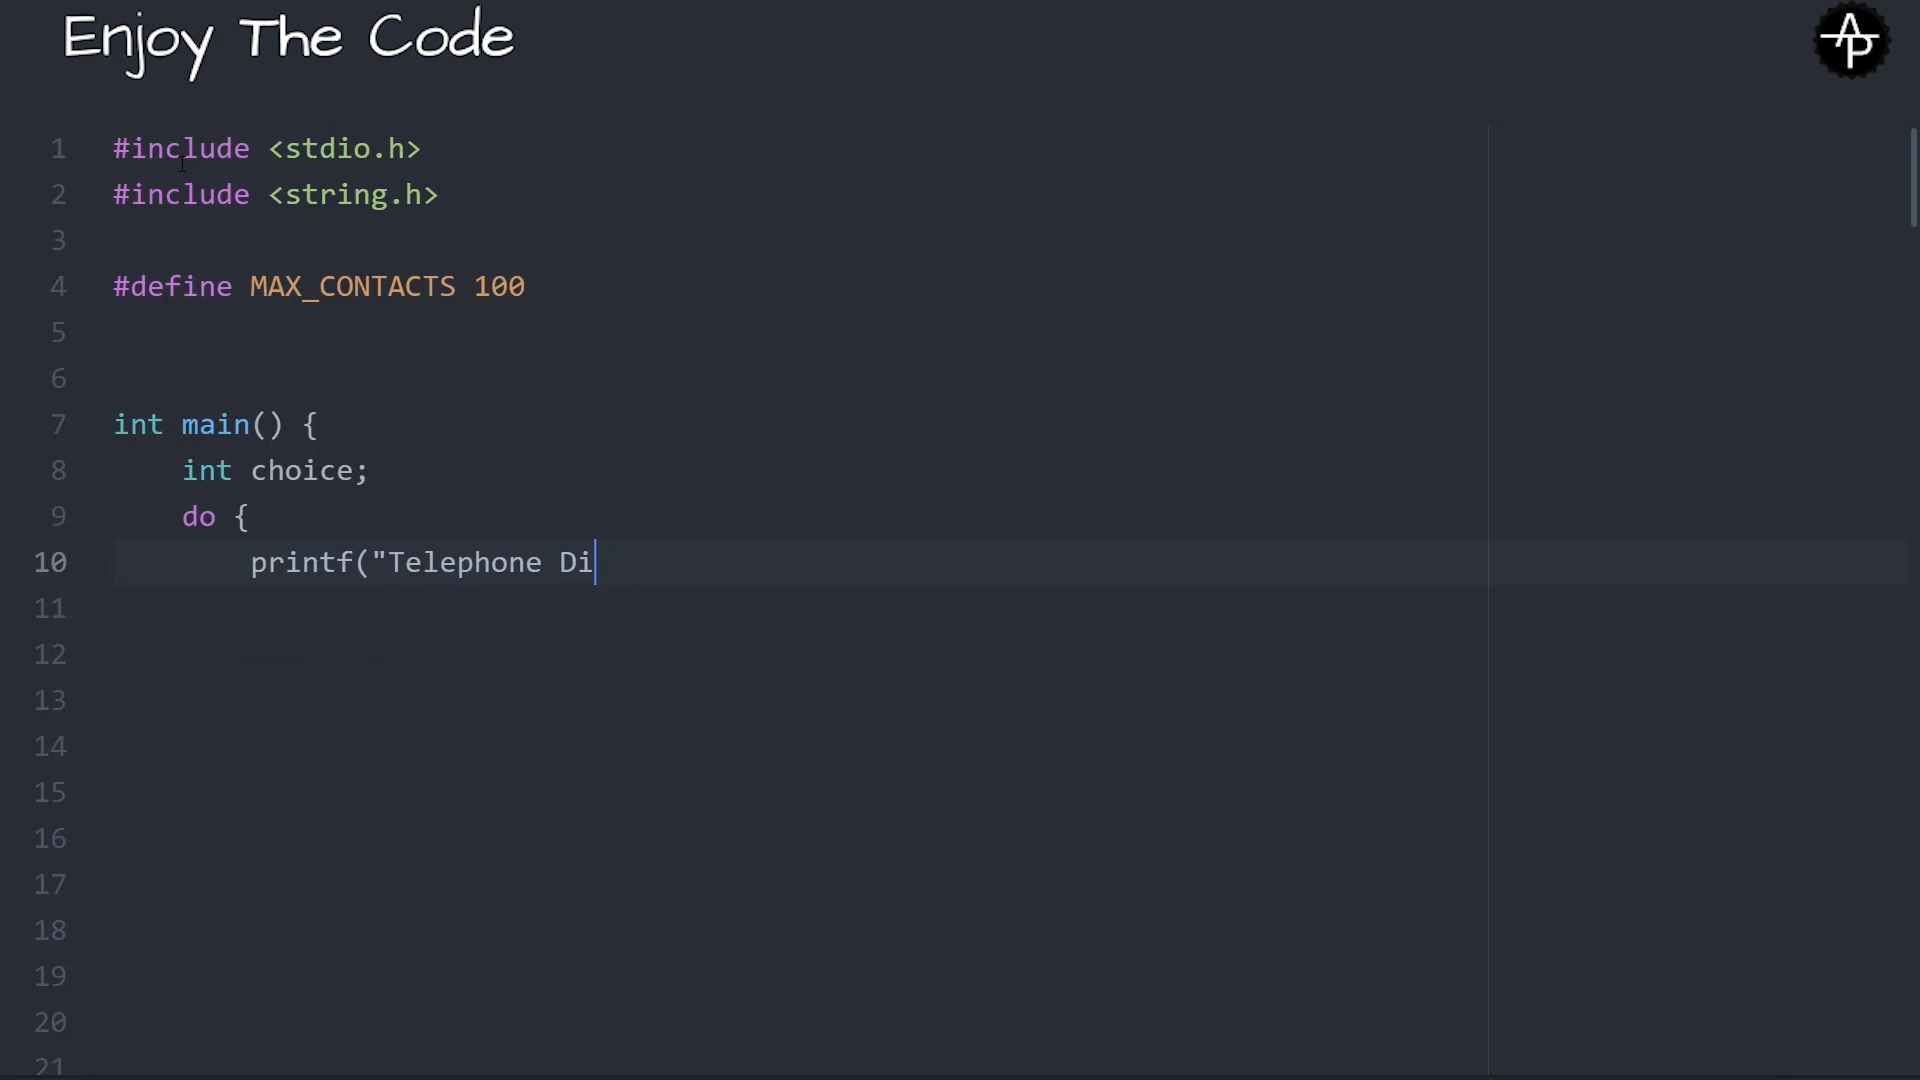 Enjoy The Code
AP
1 #include <stdio.h>
2 #include <string.h>
3
4 #define MAX_CONTACTS 100
5
6
7 int main() {
8     int choice;
9     do {
10         printf("Telephone Di
11
12
13
14
15
16
17
18
19
20
21